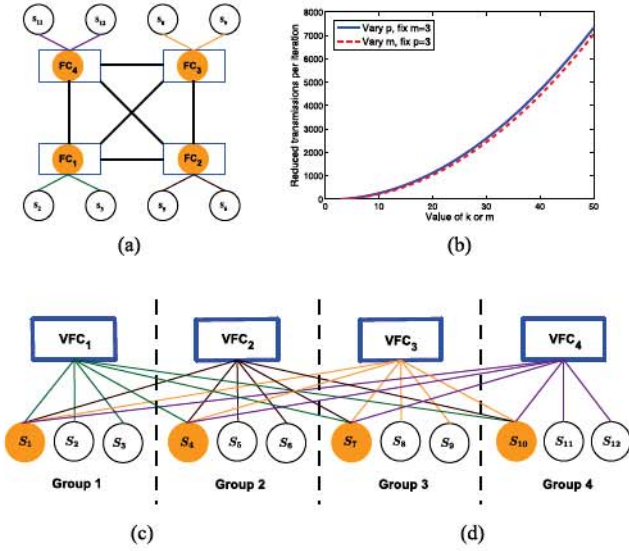 S₁₁ S₁₂ S₈ S₉
FC₄ FC₃
FC₁ FC₂
S₂ S₃ S₅ S₆
(a)
Reduced transmissions per iteration
8000
7000
6000
5000
4000
3000
2000
1000
0
0 10 20 30 40 50
Value of k or m
Vary p, fix m=3
Vary m, fix p=3
(b)
VFC₁ VFC₂ VFC₃ VFC₄
S₁ S₂ S₃ S₄ S₅ S₆ S₇ S₈ S₉ S₁₀ S₁₁ S₁₂
Group 1 Group 2 Group 3 Group 4
(c) (d)